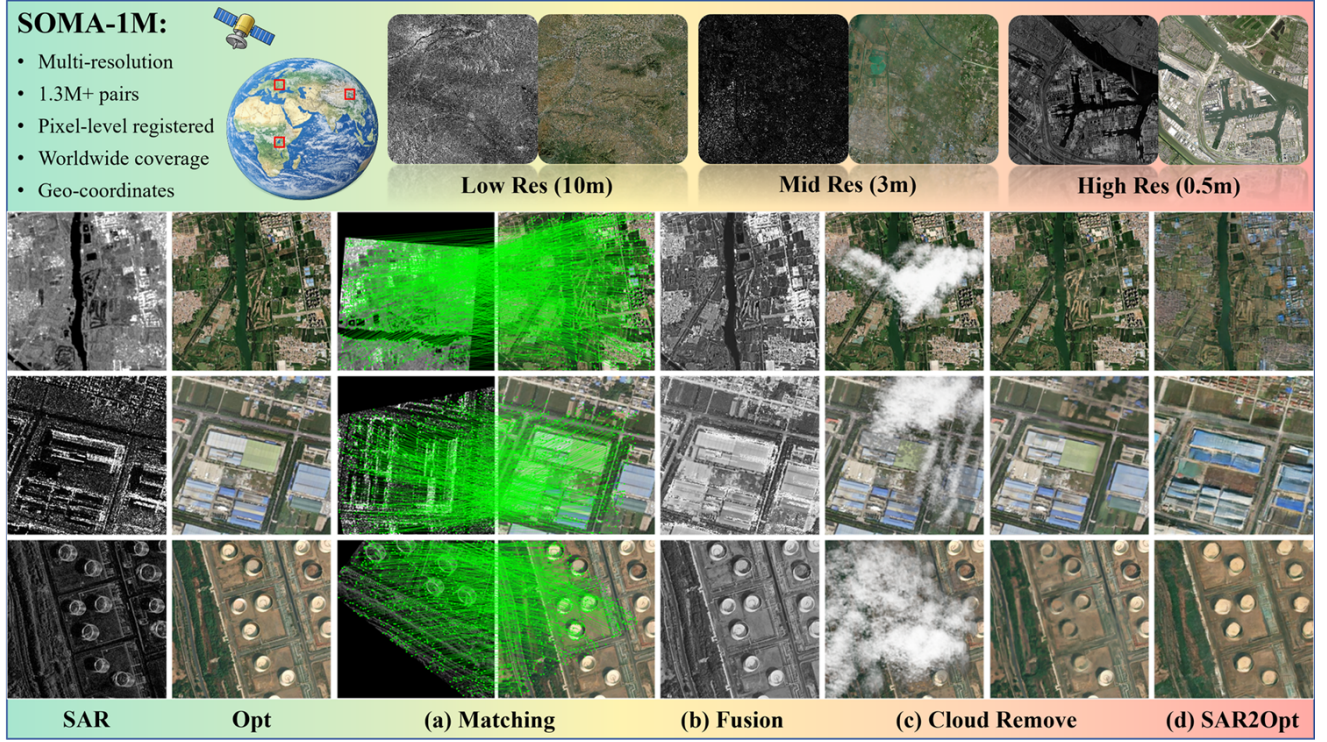 SOMA-1M:
• Multi-resolution
• 1.3M+ pairs
• Pixel-level registered
• Worldwide coverage
• Geo-coordinates
Low Res (10m)
Mid Res (3m)
High Res (0.5m)
SAR
Opt
(a) Matching
(b) Fusion
(c) Cloud Remove
(d) SAR2Opt